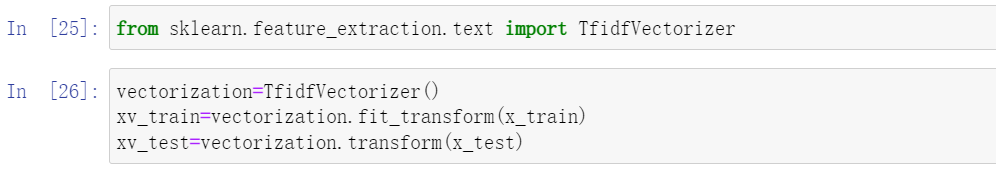 In [25]: from sklearn.feature_extraction.text import TfidfVectorizer
In [26]: vectorization=TfidfVectorizer()
xv_train=vectorization.fit_transform(x_train)
xv_test=vectorization.transform(x_test)